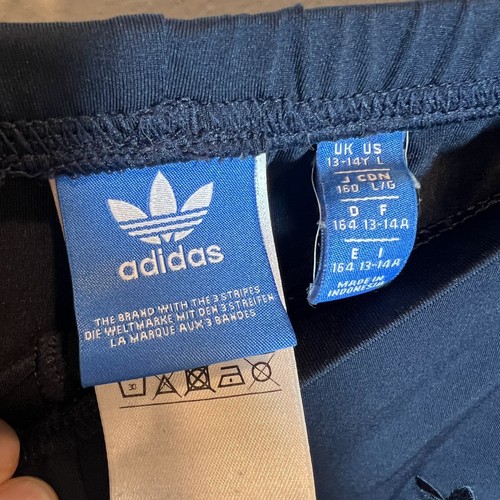 adidas
THE BRAND WITH THE 3 STRIPES
DIE WELTMARKE MIT DEN 3 STREIFEN
LA MARQUE AUX 3 BANDES
30
UK US
13-14Y L
J CDN
160 L/G
D F
164 13-14A
E I
164 13-14A
MADE IN
INDONESIA